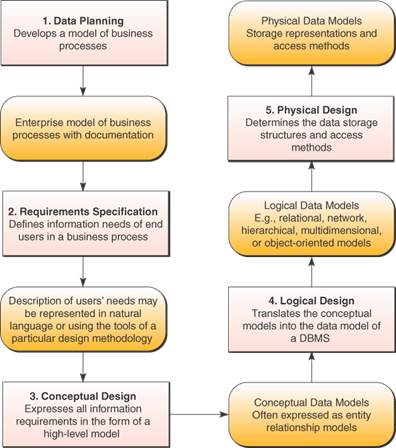 1. Data Planning
Develops a model of business
processes
Enterprise model of business
processes with documentation
2. Requirements Specification
Defines information needs of end
users in a business process
Description of users' needs may
be represented in natural
language or using the tools of a
particular design methodology
3. Conceptual Design
Expresses all information
requirements in the form of a
high-level model
Conceptual Data Models
Often expressed as entity
relationship models
4. Logical Design
Translates the conceptual
models into the data model of
a DBMS
Logical Data Models
E.g., relational, network,
hierarchical, multidimensional,
or object-oriented models
5. Physical Design
Determines the data storage
structures and access
methods
Physical Data Models
Storage representations and
access methods